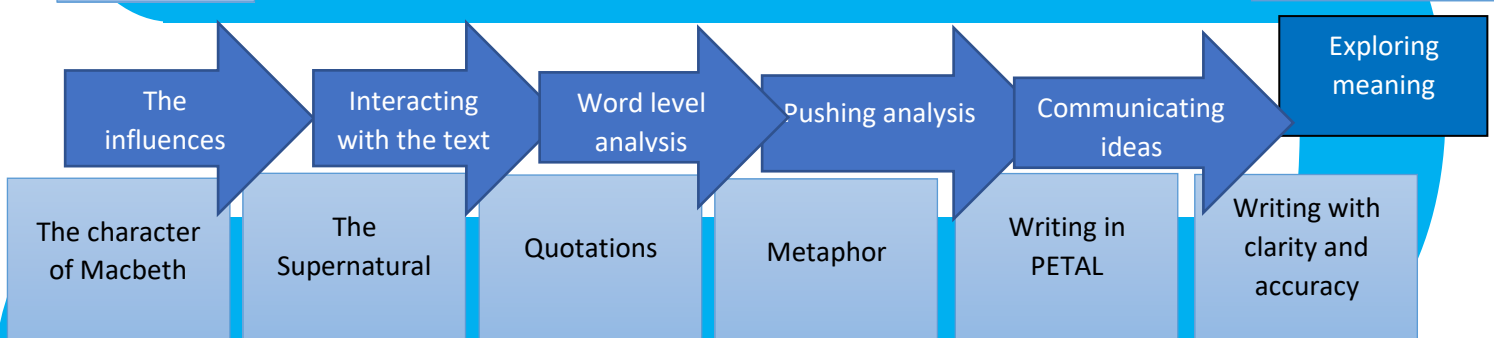 The
influences
Interacting
with the text
Word level
analysis
Pushing analysis
Communicating
ideas
Exploring
meaning
The character
of Macbeth
The
Supernatural
Quotations
Metaphor
Writing in
PETAL
Writing with
clarity and
accuracy